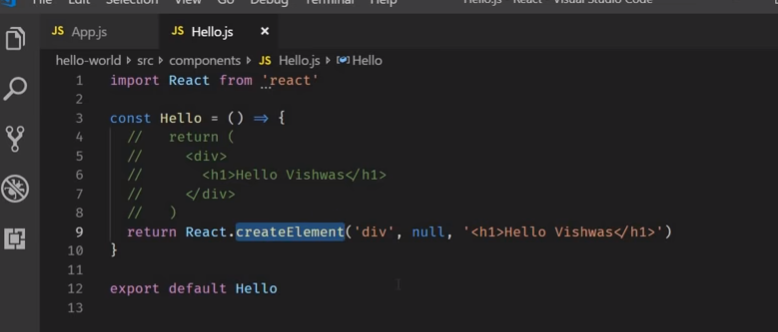 File Edit Selection View Go Debug Terminal Help Hello.js - React - Visual Studio Code
JS App.js JS Hello.js ×
hello-world > src > components > JS Hello.js > Hello
1 import React from 'react'
2
3 const Hello = () => {
4 // return (
5 // <div>
6 // <h1>Hello Vishwas</h1>
7 // </div>
8 // )
9 return React.createElement('div', null, '<h1>Hello Vishwas</h1>')
10 }
11
12 export default Hello
13